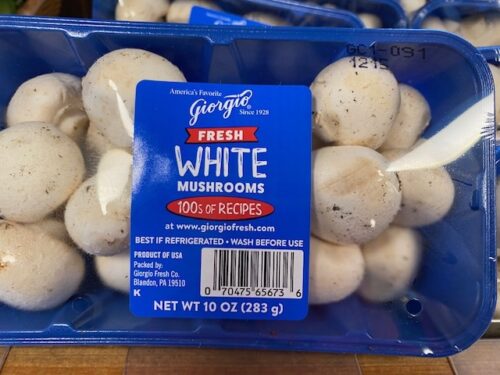 GC1-091
1215
America's Favorite
Giorgio®
Since 1928
FRESH
WHITE
MUSHROOMS
100s OF RECIPES
at www.giorgiofresh.com
BEST IF REFRIGERATED • WASH BEFORE USE
PRODUCT OF USA
Packed by:
Giorgio Fresh Co.
Blandon, PA 19510
K
0 70475 65673 6
NET WT 10 OZ (283 g)